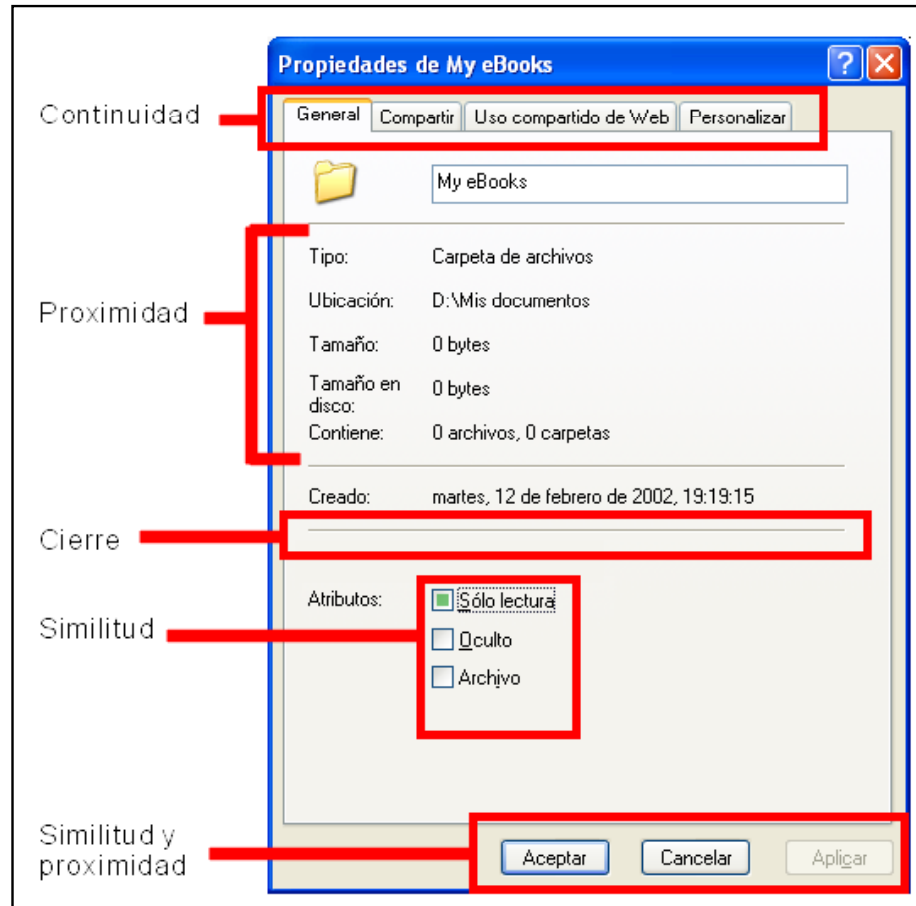 Propiedades de My eBooks
Continuidad
General Compartir Uso compartido de Web Personalizar
My eBooks
Tipo: Carpeta de archivos
Ubicación: D:\Mis documentos
Proximidad
Tamaño: 0 bytes
Tamaño en disco: 0 bytes
Contiene: 0 archivos, 0 carpetas
Creado: martes, 12 de febrero de 2002, 19:19:15
Cierre
Atributos: Sólo lectura
Similitud
Oculto
Archivo
Similitud y
proximidad
Aceptar Cancelar Aplicar